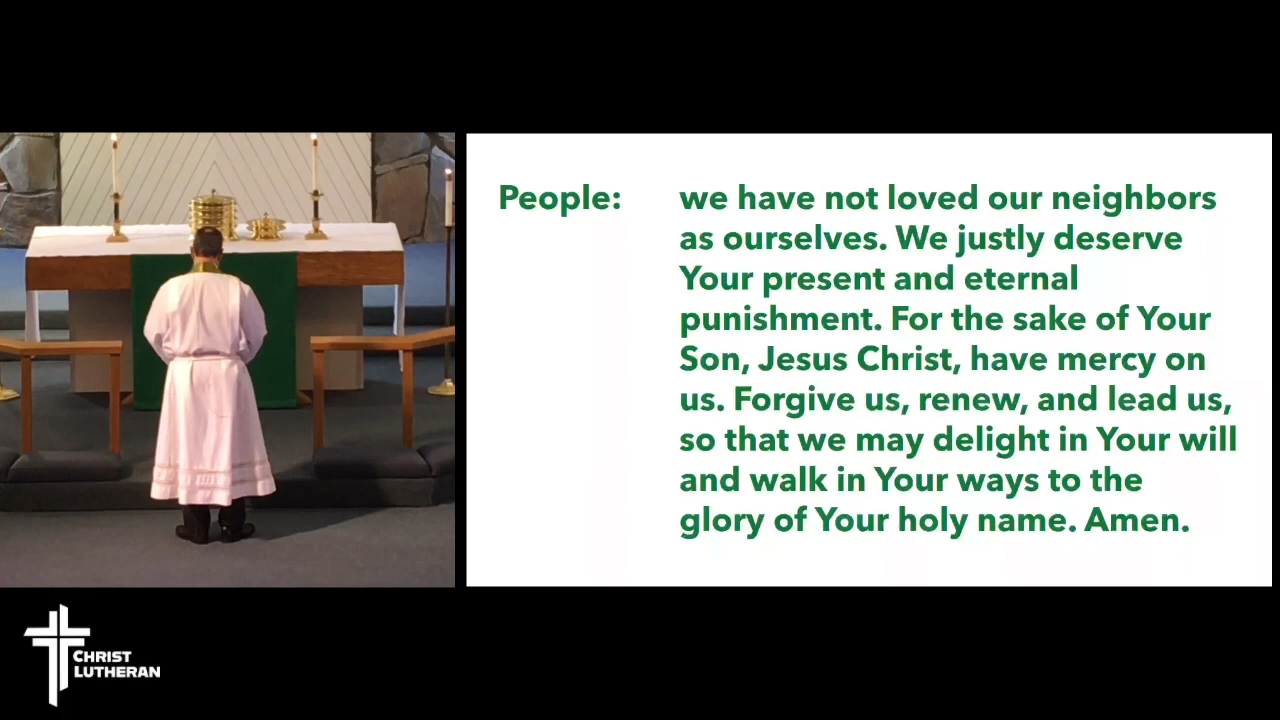 People: we have not loved our neighbors
as ourselves. We justly deserve
Your present and eternal
punishment. For the sake of Your
Son, Jesus Christ, have mercy on
us. Forgive us, renew, and lead us,
so that we may delight in Your will
and walk in Your ways to the
glory of Your holy name. Amen.
CHRIST
LUTHERAN